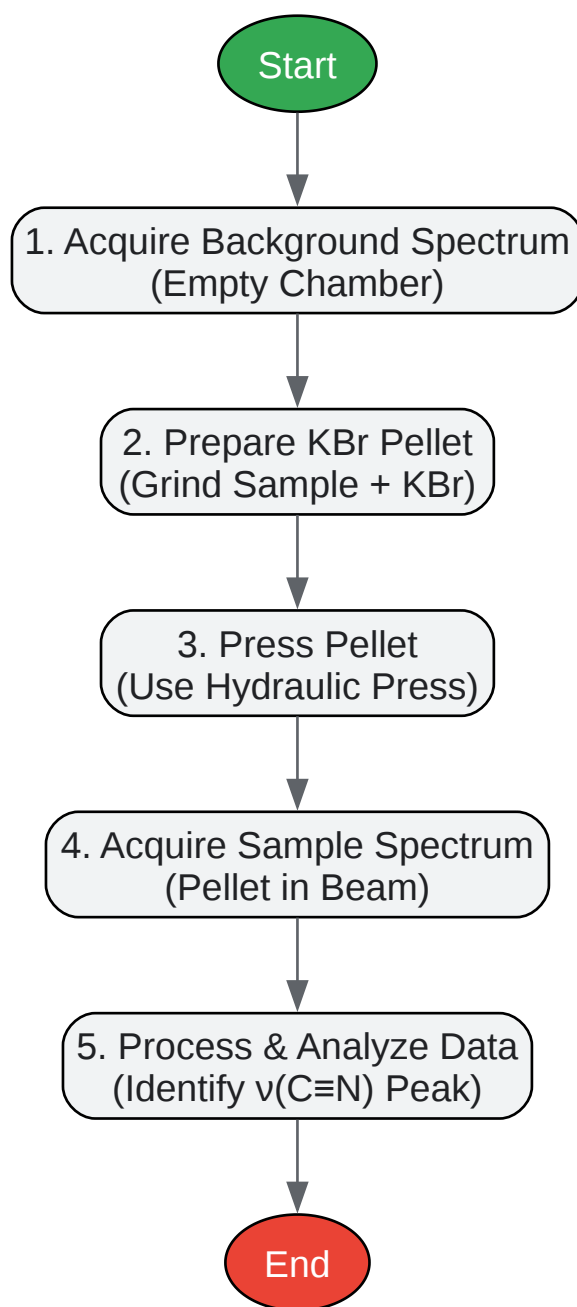 Start
1. Acquire Background Spectrum
(Empty Chamber)
2. Prepare KBr Pellet
(Grind Sample + KBr)
3. Press Pellet
(Use Hydraulic Press)
4. Acquire Sample Spectrum
(Pellet in Beam)
5. Process & Analyze Data
(Identify ν(C≡N) Peak)
End